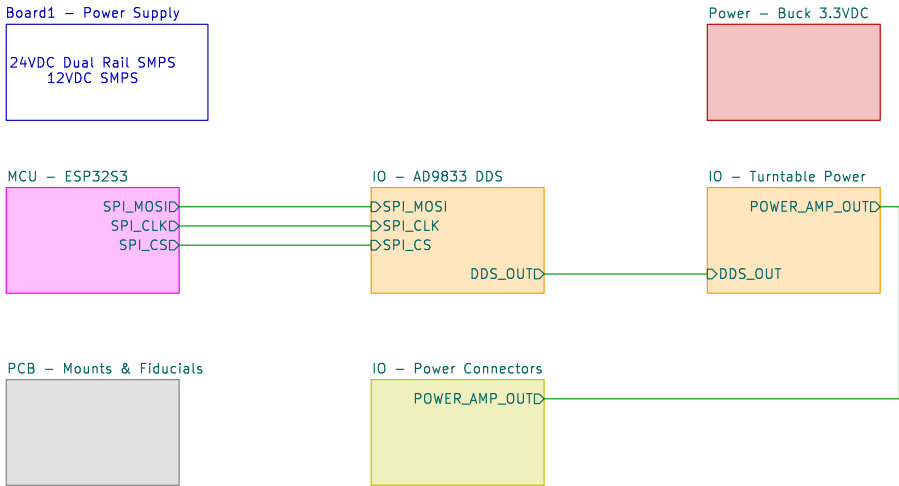 Board1 - Power Supply
24VDC Dual Rail SMPS
12VDC SMPS
Power - Buck 3.3VDC
MCU - ESP32S3
SPI_MOSI
SPI_CLK
SPI_CS
IO - AD9833 DDS
SPI_MOSI
SPI_CLK
SPI_CS
DDS_OUT
IO - Turntable Power
POWER_AMP_OUT
DDS_OUT
PCB - Mounts & Fiducials
IO - Power Connectors
POWER_AMP_OUT